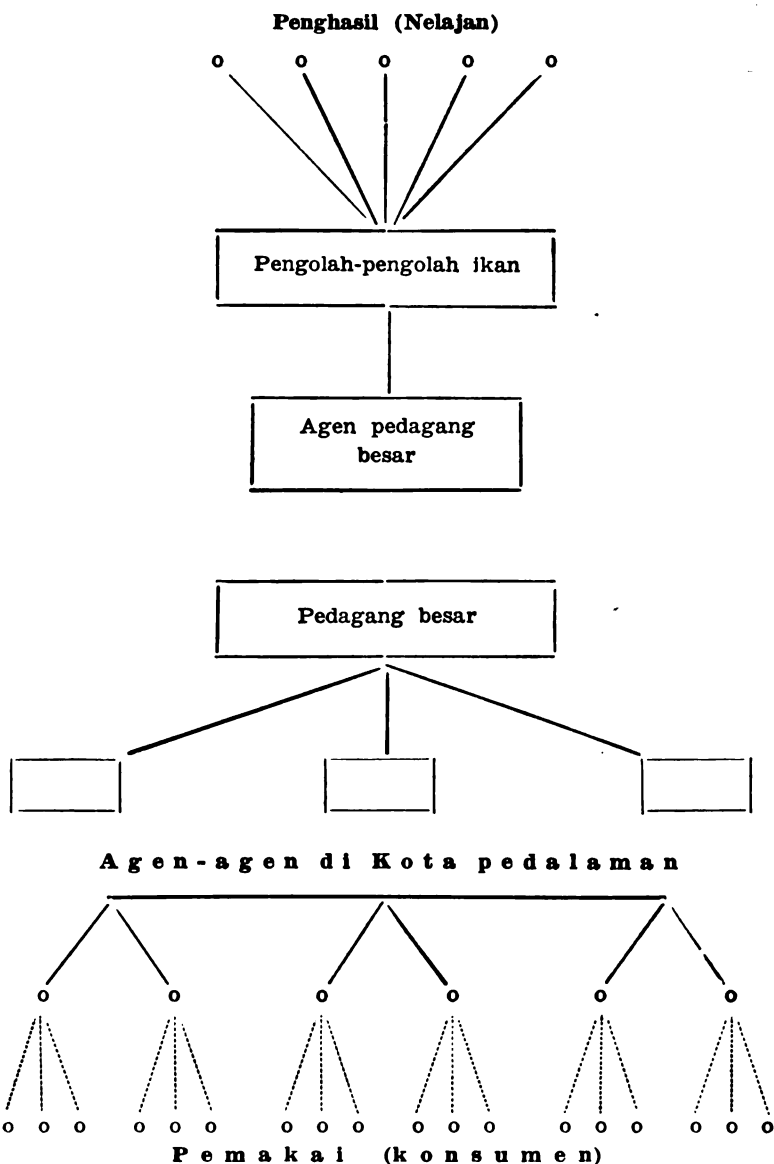 Penghasil (Nelajan)
o o o o o
Pengolah-pengolah ikan
Agen pedagang
besar
Pedagang besar
Agen-agen di Kota pedalaman
o o o o o o
o o o o o o o o o o o o o o o o o o
Pemakai (konsumen)